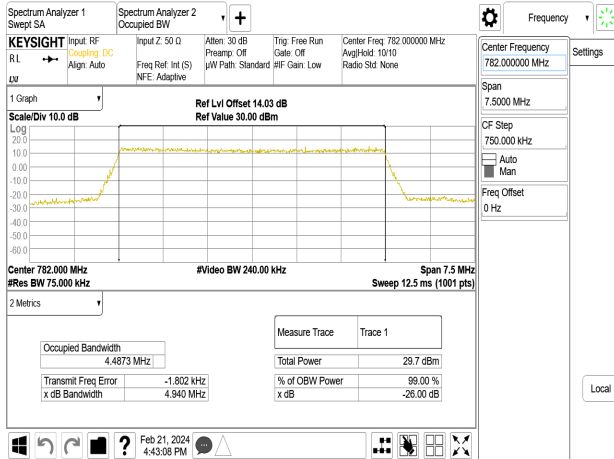 Spectrum Analyzer 1
Swept SA
Spectrum Analyzer 2
Occupied BW
+
Frequency
KEYSIGHT
RL
Input: RF
Coupling: DC
Align: Auto
Input Z: 50 Ω
Freq Ref: Int (S)
NFE: Adaptive
Atten: 30 dB
Preamp: Off
µW Path: Standard
Trig: Free Run
Gate: Off
#IF Gain: Low
Center Freq: 782.000000 MHz
Avg|Hold: 10/10
Radio Std: None
Center Frequency
782.000000 MHz
Settings
Span
7.5000 MHz
CF Step
750.000 kHz
Auto
Man
Freq Offset
0 Hz
Local
1 Graph
Scale/Div 10.0 dB
Ref Lvl Offset 14.03 dB
Ref Value 30.00 dBm
Log
20.0
10.0
0.00
-10.0
-20.0
-30.0
-40.0
-50.0
-60.0
Center 782.000 MHz
#Video BW 240.00 kHz
Span 7.5 MHz
#Res BW 75.000 kHz
Sweep 12.5 ms (1001 pts)
2 Metrics
Occupied Bandwidth
4.4873 MHz
Transmit Freq Error -1.802 kHz
x dB Bandwidth 4.940 MHz
Measure Trace Trace 1
Total Power 29.7 dBm
% of OBW Power 99.00 %
x dB -26.00 dB
?
Feb 21, 2024
4:43:08 PM